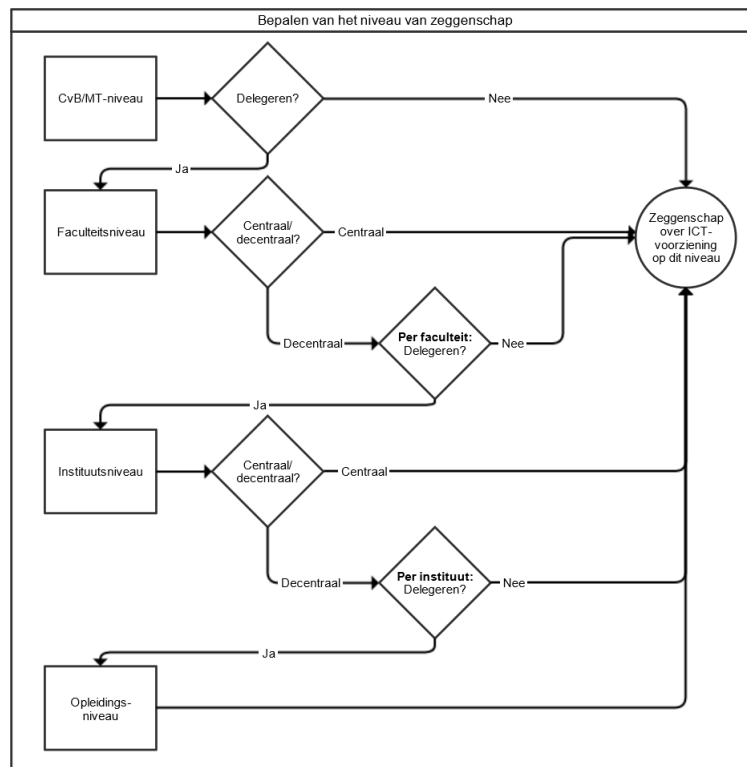 Bepalen van het niveau van zeggenschap
CvB/MT-niveau
Delegeren?
Nee
Ja
Faculteitsniveau
Centraal/
decentraal?
Centraal
Zeggenschap
over ICT-
voorziening
op dit niveau
Decentraal
Per faculteit:
Delegeren?
Nee
Ja
Instituutsniveau
Centraal/
decentraal?
Centraal
Decentraal
Per instituut:
Delegeren?
Nee
Ja
Opleidings-
niveau